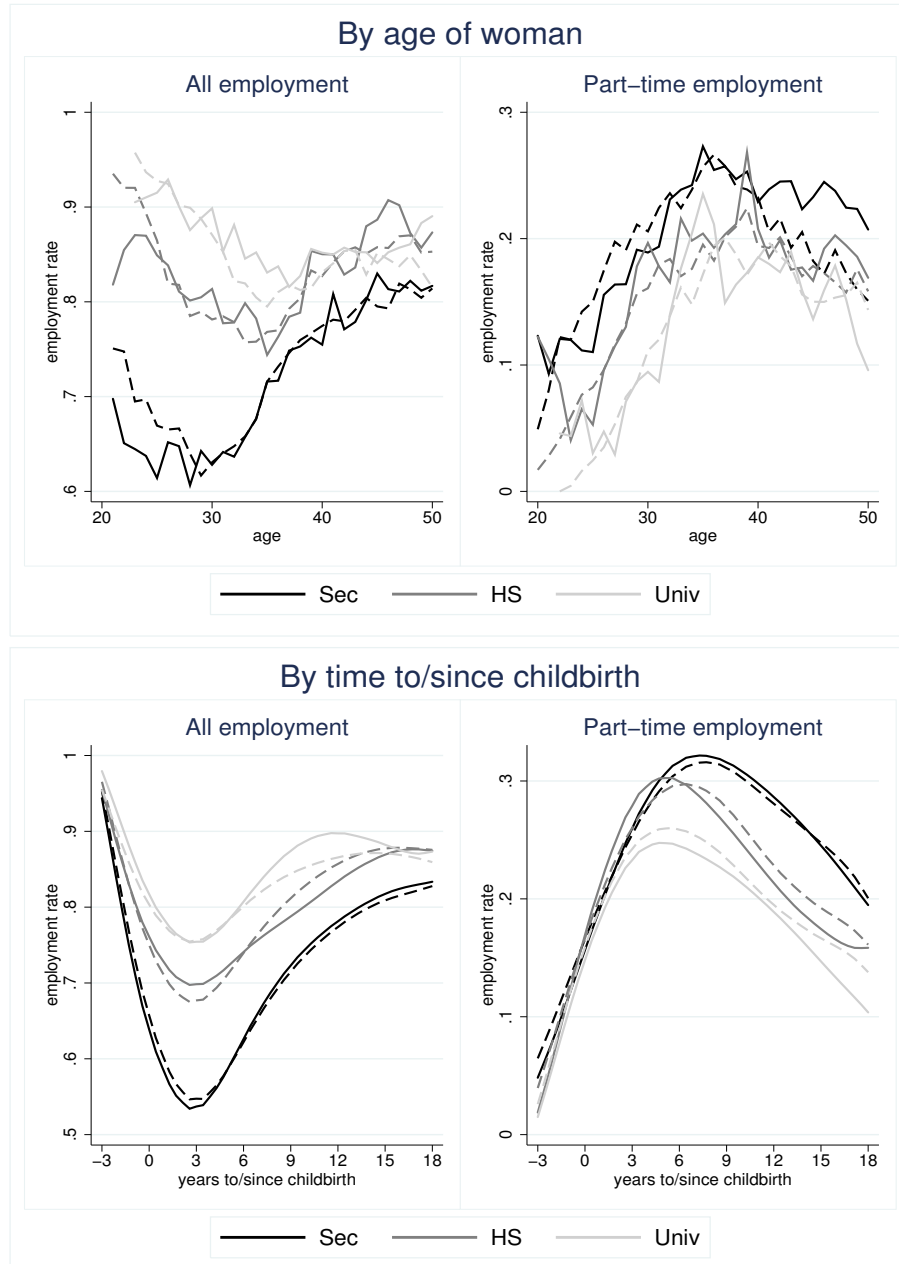 By age of woman
All employment
Part−time employment
employment rate
.6 .7 .8 .9 1
20 30 40 50
age
employment rate
0 .1 .2 .3
20 30 40 50
age
Sec HS Univ
By time to/since childbirth
All employment
Part−time employment
employment rate
.5 .6 .7 .8 .9 1
−3 0 3 6 9 12 15 18
years to/since childbirth
employment rate
0 .1 .2 .3
−3 0 3 6 9 12 15 18
years to/since childbirth
Sec HS Univ